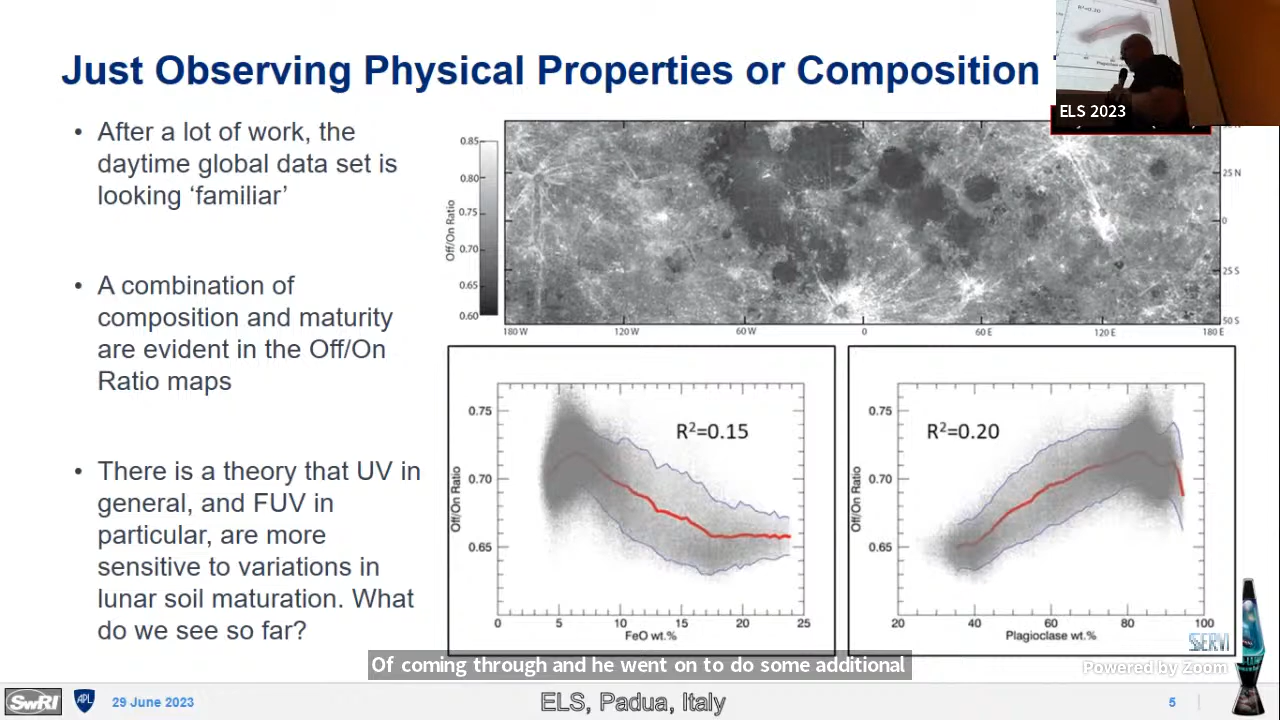 Just Observing Physical Properties or Composition
R²=0.20
ELS 2023
• After a lot of work, the
daytime global data set is
looking ‘familiar’
• A combination of
composition and maturity
are evident in the Off/On
Ratio maps
• There is a theory that UV in
general, and FUV in
particular, are more
sensitive to variations in
lunar soil maturation. What
do we see so far?
Off/On Ratio
0.85
0.80
0.75
0.70
0.65
0.60
25 N
0
25 S
50 S
180 W 120 W 60 W 0 60 E 120 E 180 E
R²=0.15
Off/On Ratio
0.75
0.70
0.65
0 5 10 15 20 25
FeO wt.%
R²=0.20
Off/On Ratio
0.75
0.70
0.65
20 40 60 80 100
Plagioclase wt.%
SSERVI
Of coming through and he went on to do some additional
Powered by Zoom
SwRI
APL
29 June 2023
ELS, Padua, Italy
5